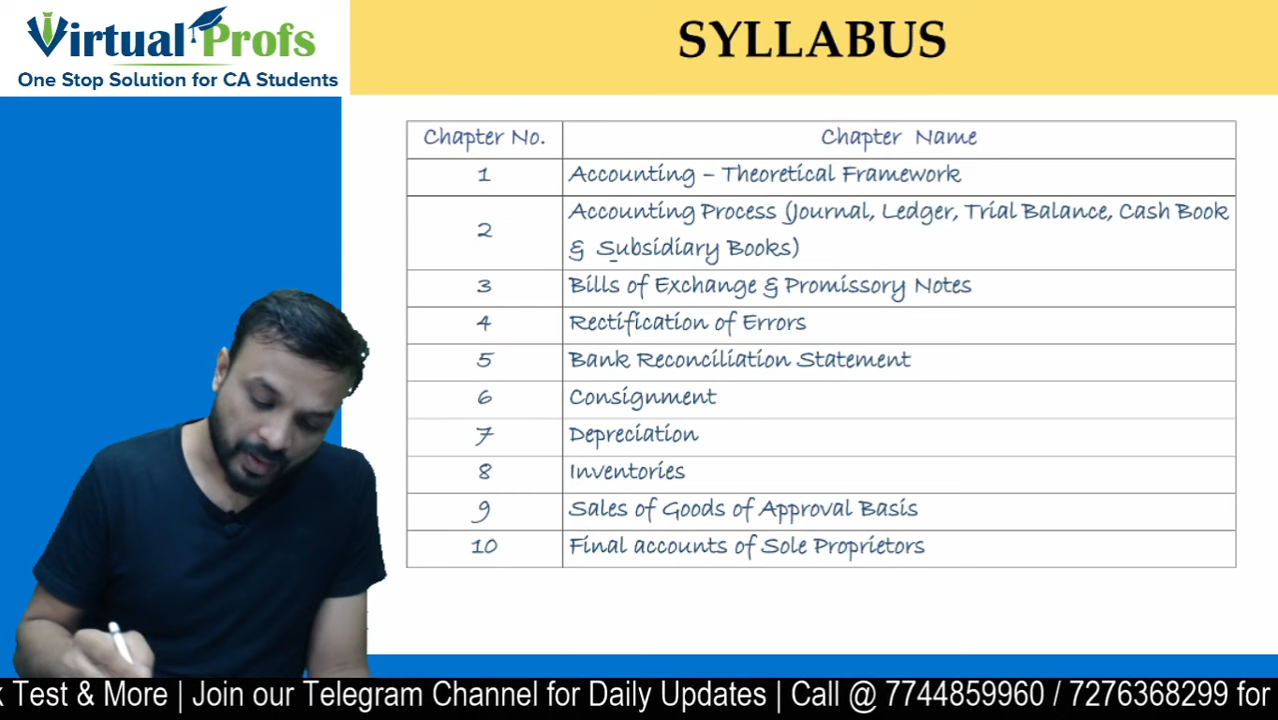 Virtual Profs
One Stop Solution for CA Students
SYLLABUS
Chapter No. Chapter Name
1 Accounting – Theoretical Framework
2 Accounting Process (Journal, Ledger, Trial Balance, Cash Book
& Subsidiary Books)
3 Bills of Exchange & Promissory Notes
4 Rectification of Errors
5 Bank Reconciliation Statement
6 Consignment
7 Depreciation
8 Inventories
9 Sales of Goods of Approval Basis
10 Final accounts of Sole Proprietors
Test & More | Join our Telegram Channel for Daily Updates | Call @ 7744859960 / 7276368299 for